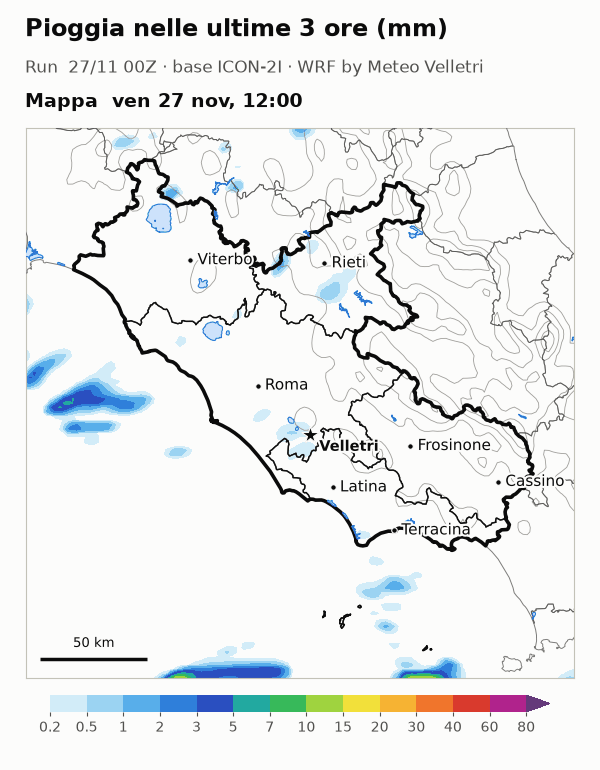 Pioggia nelle ultime 3 ore (mm)
Run 27/11 00Z · base ICON-2I · WRF by Meteo Velletri
Mappa ven 27 nov, 12:00
Viterbo
Rieti
Roma
Velletri
Frosinone
Cassino
Latina
Terracina
50 km
0.2 0.5 1 2 3 5 7 10 15 20 30 40 60 80